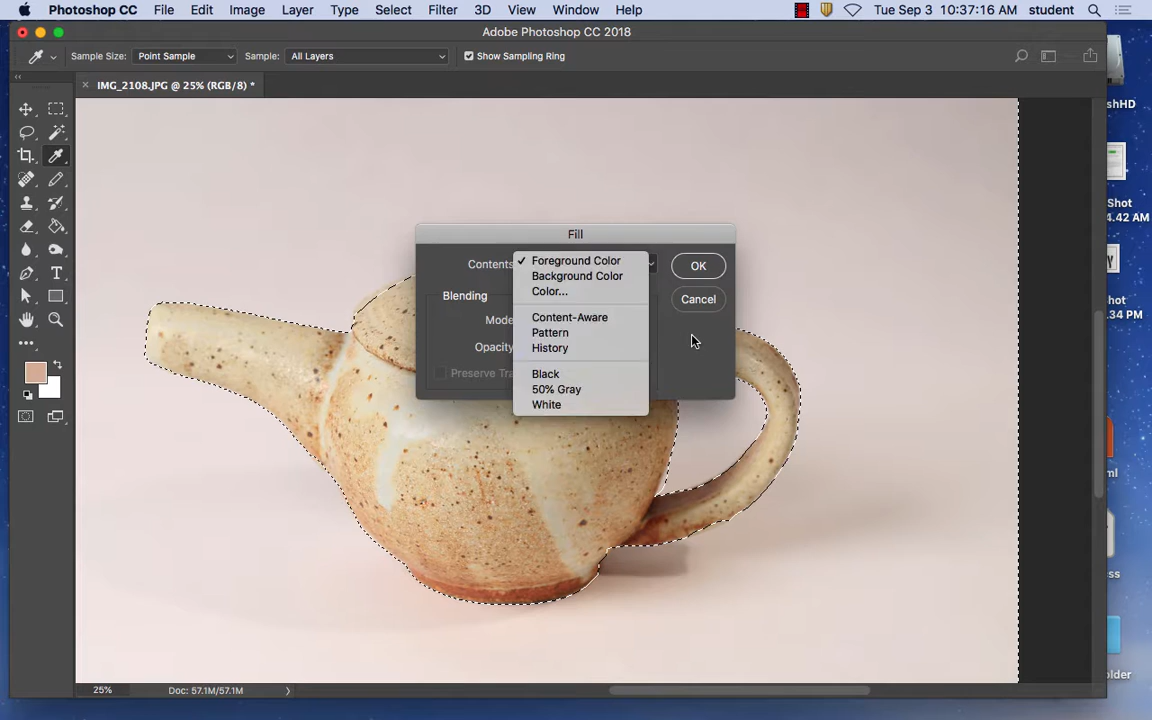 Photoshop CC File Edit Image Layer Type Select Filter 3D View Window Help Tue Sep 3 10:37:16 AM student
Adobe Photoshop CC 2018
Sample Size: Point Sample Sample: All Layers Show Sampling Ring
IMG_2108.JPG @ 25% (RGB/8) *
shHD
Shot
4.42 AM
Shot
.34 PM
ml
ss
older
Fill
Contents
Foreground Color
Background Color
Color...
Content-Aware
Pattern
History
Black
50% Gray
White
OK
Cancel
Blending
Mode
Opacity
Preserve Tra
25% Doc: 57.1M/57.1M